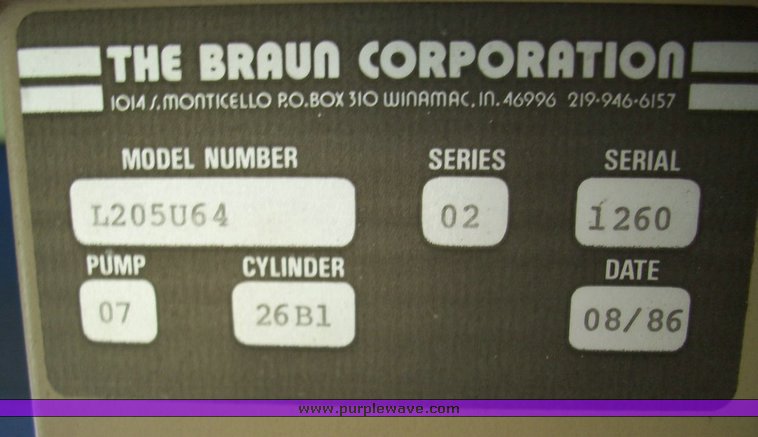 THE BRAUN CORPORATION
1014 S. MONTICELLO P.O. BOX 310 WINAMAC, IN. 46996 219-946-6157
MODEL NUMBER SERIES SERIAL
L205U64 02 1260
PUMP CYLINDER DATE
07 26B1 08/86
www.purplewave.com